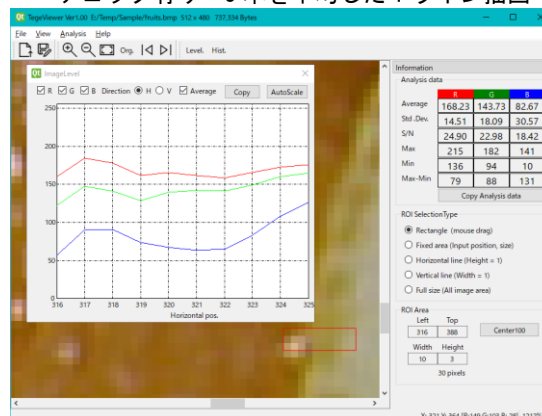 TegeViewer Ver1.00 E:/Temp/Sample/fruits.bmp 512 x 480 737,334 Bytes
File View Analysis Help
Org. Level. Hist.
ImageLevel
R G B Direction H V Average Copy AutoScale
250
200
150
100
50
0
316 317 318 319 320 321 322 323 324 325
Horizontal pos.
Information
Analysis data
R G B
Average 168.23 143.73 82.67
Std .Dev. 14.51 18.09 30.57
S/N 24.90 22.98 18.42
Max 215 182 141
Min 136 94 10
Max-Min 79 88 131
Copy Analysis data
ROI SelectionType
Rectangle (mouse drag)
Fixed area (Input position, size)
Horizontal line (Height = 1)
Vertical line (Width = 1)
Full size (All image area)
ROI Area
Left Top
316 388 Center100
Width Height
10 3
30 pixels